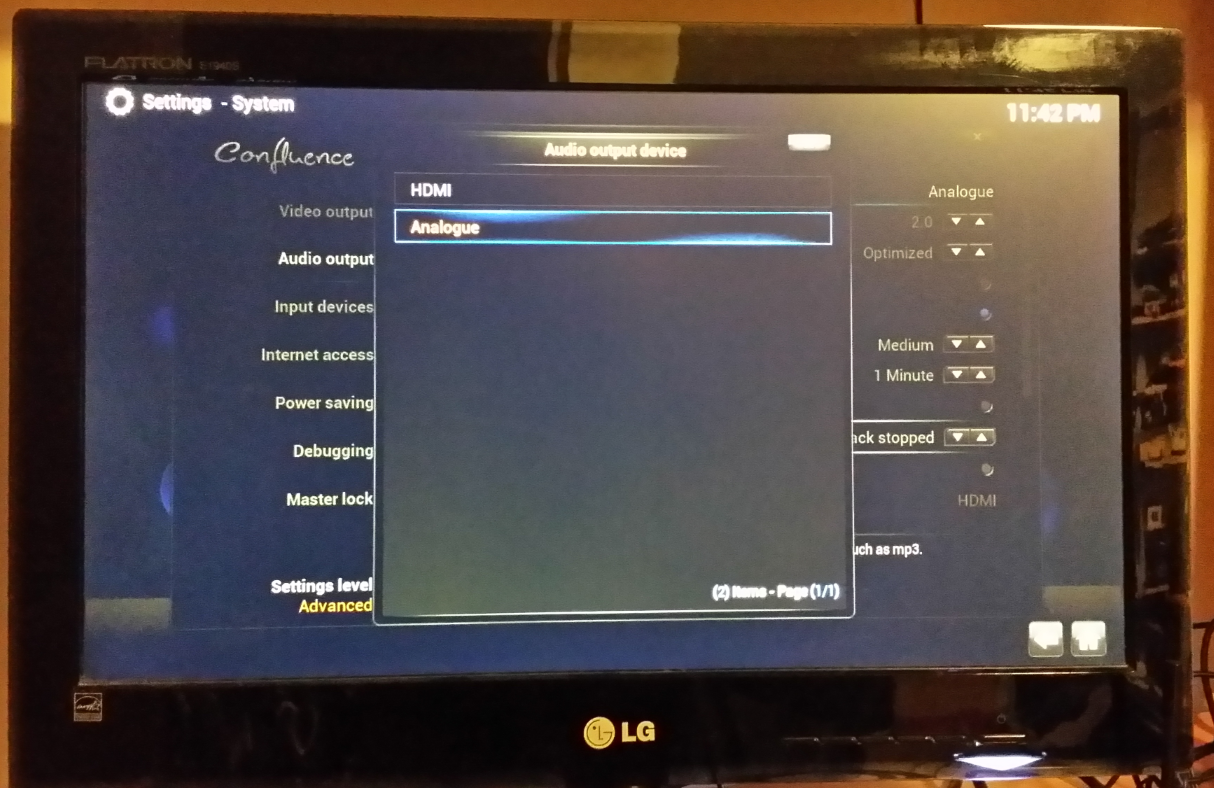 FLATRON E1940S
Settings - System
11:42 PM
Confluence
Audio output device
HDMI
Analogue
Analogue
Video output
2.0
Audio output
Optimized
Input devices
Medium
Internet access
1 Minute
Power saving
ack stopped
Debugging
Master lock
HDMI
uch as mp3.
Settings level
Advanced
(2) Items - Page (1/1)
LG